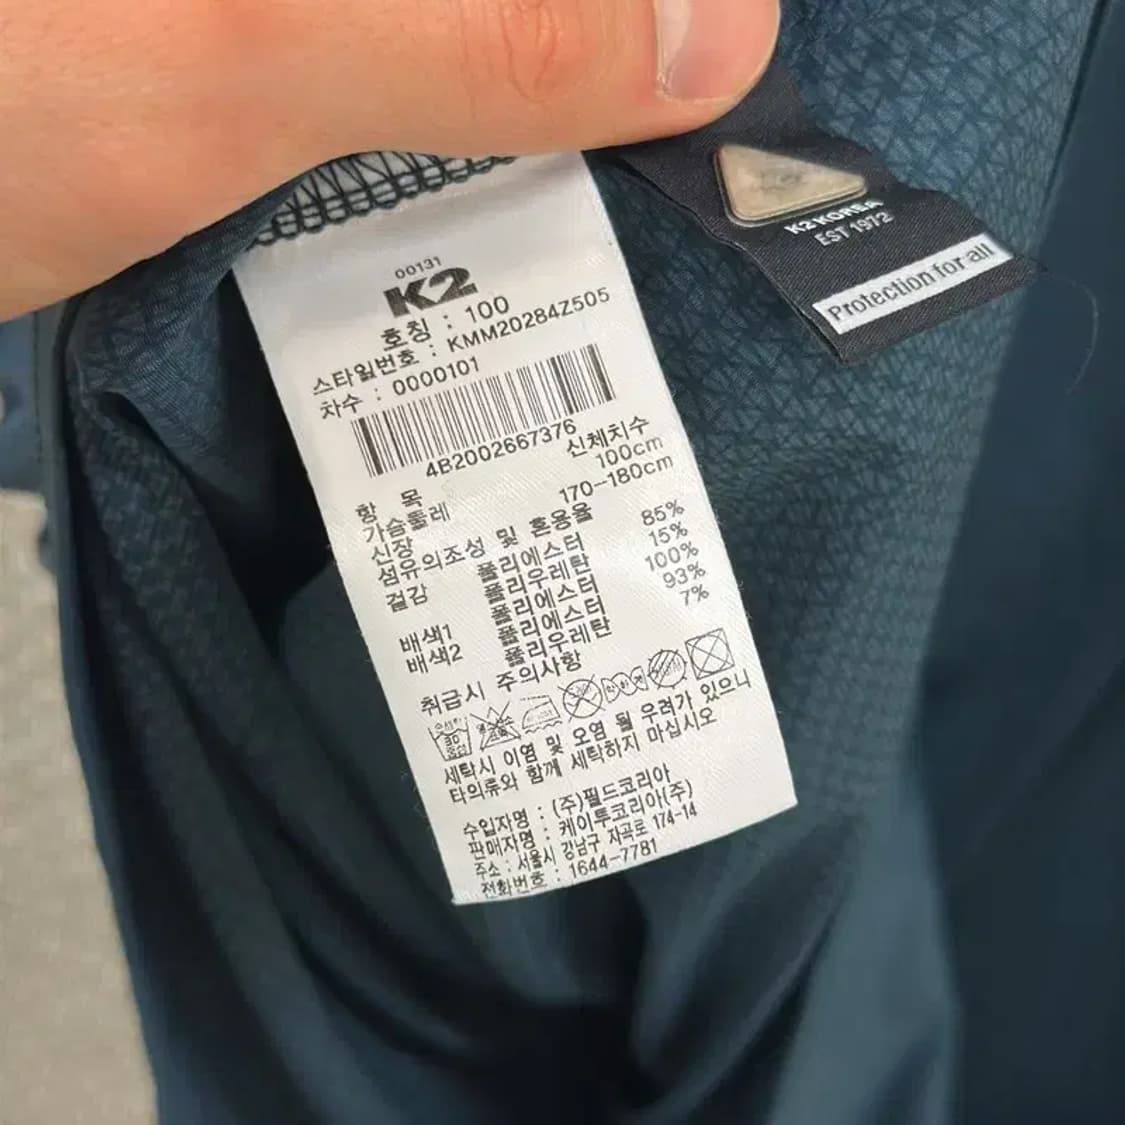 00131
K2
호칭 : 100
스타일번호 : KMM20284Z505
차수 : 0000101
4B2002667376
항 목 신체치수
가슴둘레 100cm
신장 170-180cm
섬유의조성 및 혼용율
겉감 폴리에스터 85%
폴리우레탄 15%
배색1 폴리에스터 100%
배색2 폴리에스터 93%
폴리우레탄 7%
취급시 주의사항
30
중성
세탁시 이염 및 오염 될 우려가 있으니
타의류와 함께 세탁하지 마십시오
수입자명 : (주)필드코리아
판매자명 : 케이투코리아(주)
주소 : 서울시 강남구 자곡로 174-14
전화번호 : 1644-7781
K2 KOREA
EST 1972
Protection for all